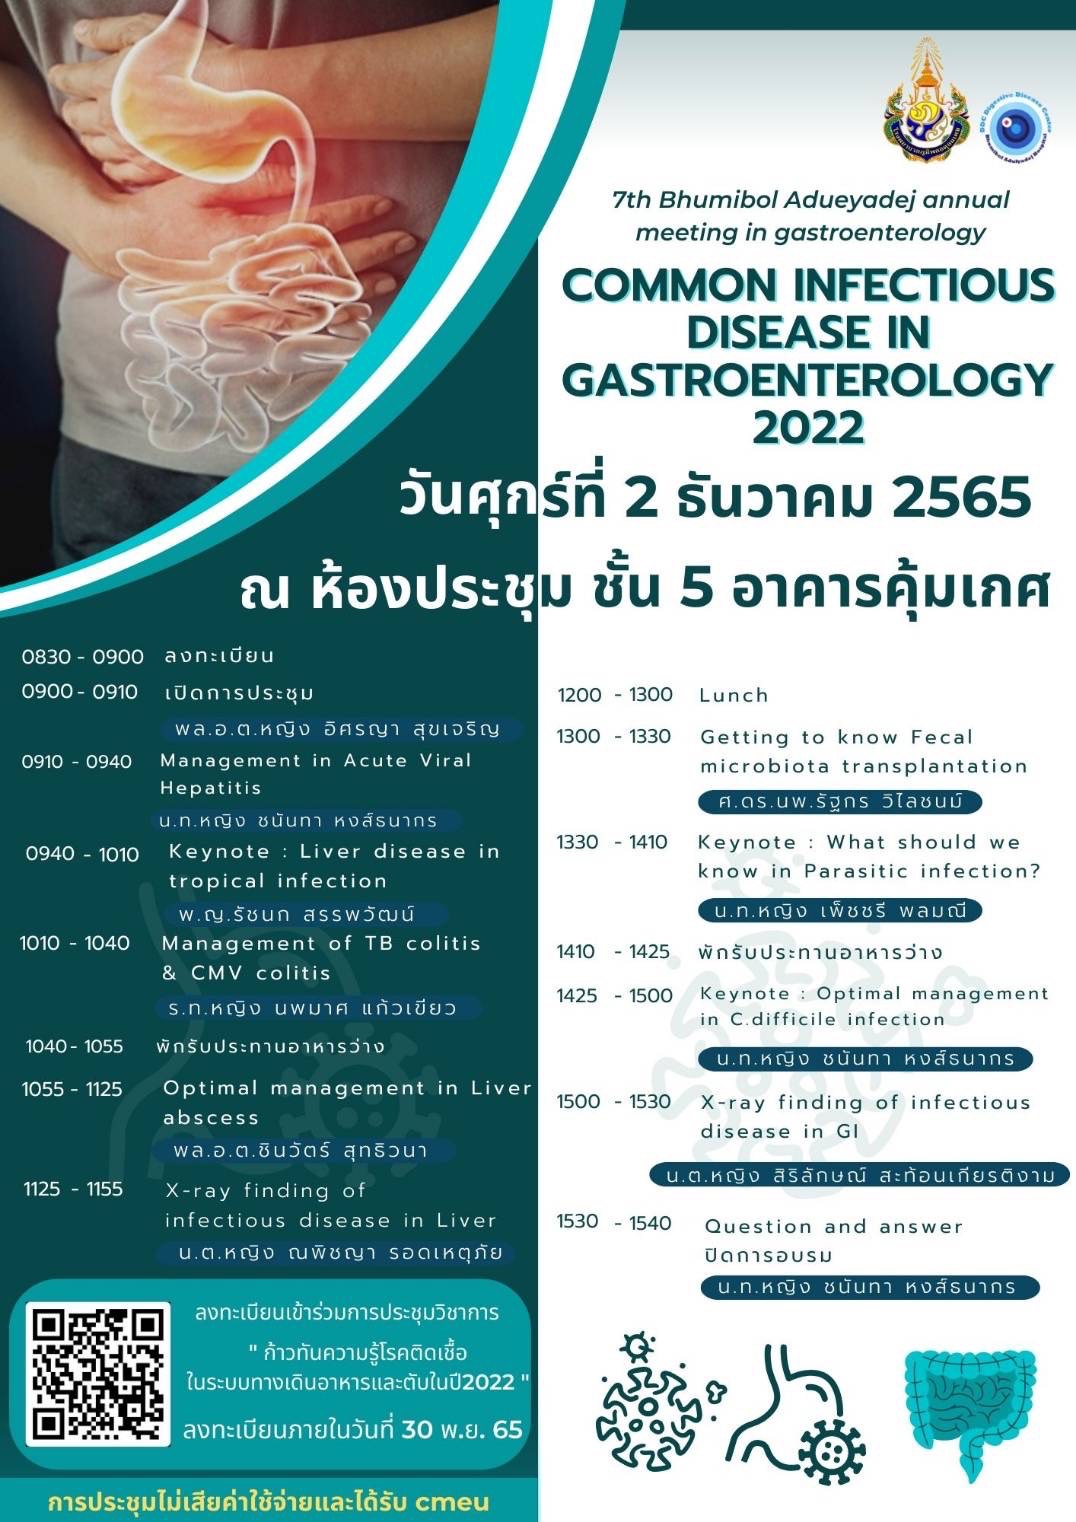 7th Bhumibol Adueyadej annual
meeting in gastroenterology
COMMON INFECTIOUS
DISEASE IN
GASTROENTEROLOGY
2022
วันศุกร์ที่ 2 ธันวาคม 2565
ณ ห้องประชุม ชั้น 5 อาคารคุ้มเกศ
0830 - 0900 ลงทะเบียน
0900 - 0910 เปิดการประชุม
พล.อ.ต.หญิง อิศรญา สุขเจริญ
0910 - 0940 Management in Acute Viral
Hepatitis
น.ท.หญิง ชนันทา หงส์ธนากร
0940 - 1010 Keynote : Liver disease in
tropical infection
พ.ญ.รัชนก สรรพวัฒน์
1010 - 1040 Management of TB colitis
& CMV colitis
ร.ท.หญิง นพมาศ แก้วเขียว
1040 - 1055 พักรับประทานอาหารว่าง
1055 - 1125 Optimal management in Liver
abscess
พล.อ.ต.ชินวัตร์ สุทธิวนา
1125 - 1155 X-ray finding of
infectious disease in Liver
น.ต.หญิง ณพิชญา รอดเหตุภัย
1200 - 1300 Lunch
1300 - 1330 Getting to know Fecal
microbiota transplantation
ศ.ดร.นพ.รัฐกร วิไลชนม์
1330 - 1410 Keynote : What should we
know in Parasitic infection?
น.ท.หญิง เพ็ชชรี พลมณี
1410 - 1425 พักรับประทานอาหารว่าง
1425 - 1500 Keynote : Optimal management
in C.difficile infection
น.ท.หญิง ชนันทา หงส์ธนากร
1500 - 1530 X-ray finding of infectious
disease in GI
น.ต.หญิง สิริลักษณ์ สะท้อนเกียรติงาม
1530 - 1540 Question and answer
ปิดการอบรม
น.ท.หญิง ชนันทา หงส์ธนากร
ลงทะเบียนเข้าร่วมการประชุมวิชาการ
" ก้าวทันความรู้โรคติดเชื้อ
ในระบบทางเดินอาหารและตับในปี2022 "
ลงทะเบียนภายในวันที่ 30 พ.ย. 65
การประชุมไม่เสียค่าใช้จ่ายและได้รับ cmeu